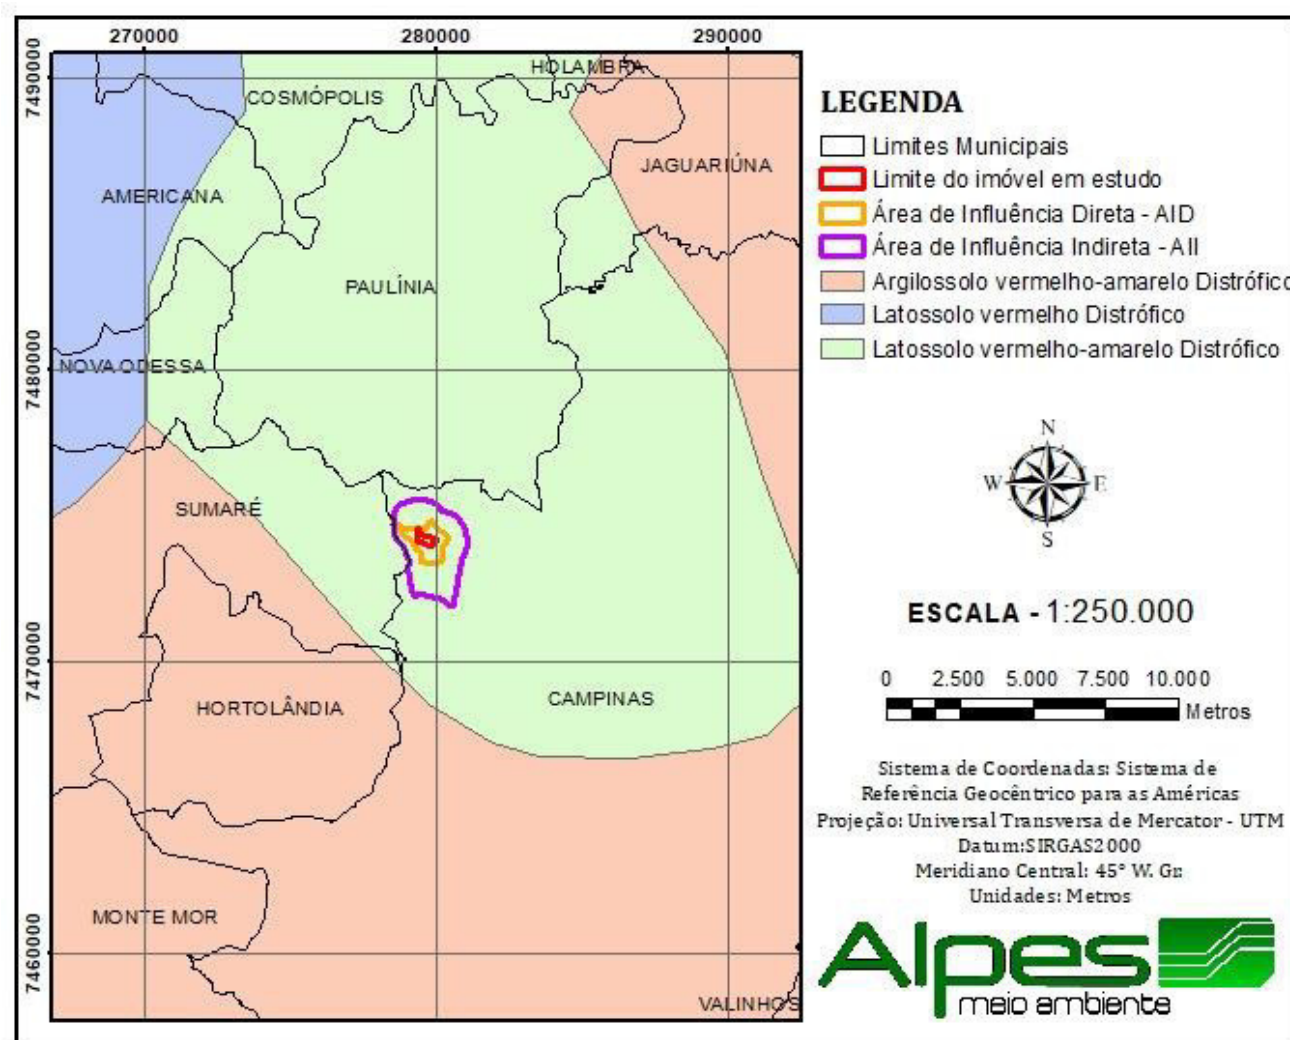 270000 280000 290000
7490000
7480000
7470000
7460000
HOLAMBRA
COSMÓPOLIS
JAGUARIÚNA
AMERICANA
PAULÍNIA
NOVA ODESSA
SUMARÉ
HORTOLÂNDIA
CAMPINAS
MONTE MOR
VALINHOS
LEGENDA
Limites Municipais
Limite do imóvel em estudo
Área de Influência Direta - AID
Área de Influência Indireta - AII
Argilossolo vermelho-amarelo Distrófico
Latossolo vermelho Distrófico
Latossolo vermelho-amarelo Distrófico
N
W E
S
ESCALA - 1:250.000
0 2.500 5.000 7.500 10.000
Metros
Sistema de Coordenadas: Sistema de
Referência Geocêntrico para as Américas
Projeção: Universal Transversa de Mercator - UTM
Datum:SIRGAS2000
Meridiano Central: 45° W. Gr.
Unidades: Metros
Alpes
meio ambiente